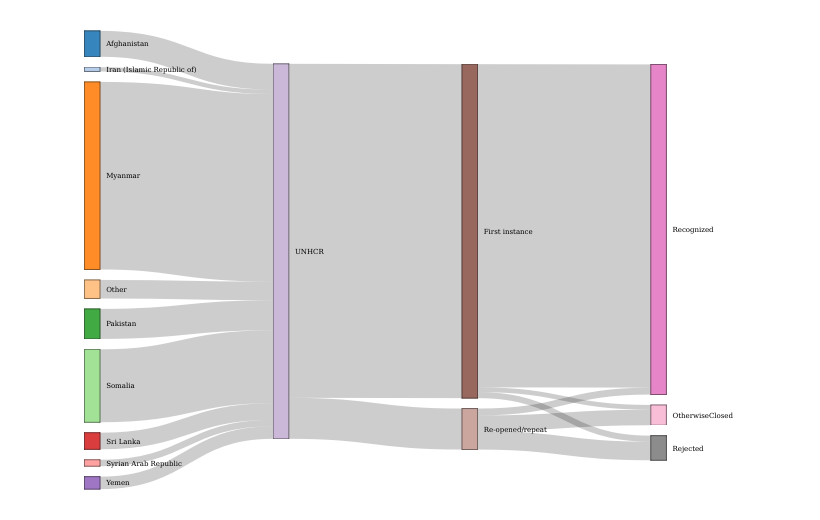 Afghanistan
Iran (Islamic Republic of)
Myanmar
Other
Pakistan
Somalia
Sri Lanka
Syrian Arab Republic
Yemen
UNHCR
First instance
Re-opened/repeat
Recognized
OtherwiseClosed
Rejected